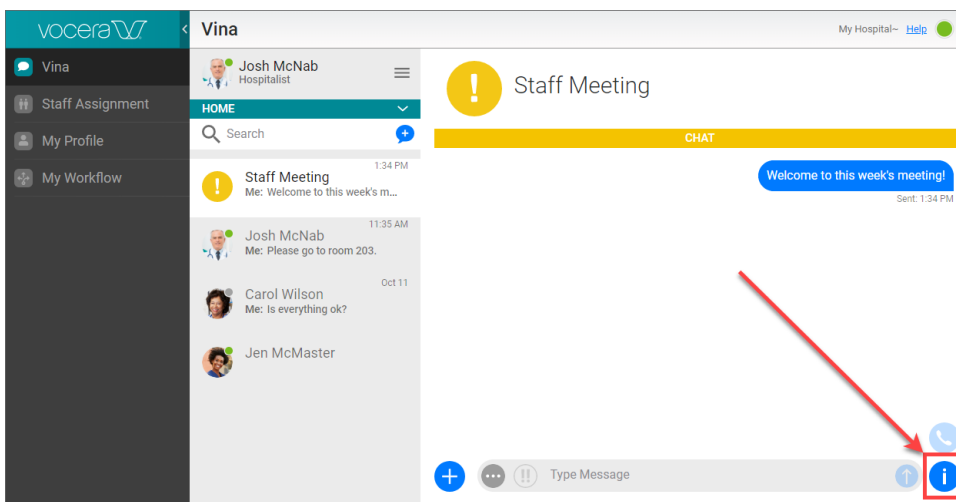 vocera
Vina
My Hospital~ Help
Vina
Staff Assignment
My Profile
My Workflow
Josh McNab
Hospitalist
HOME
Search
1:34 PM
Staff Meeting
Me: Welcome to this week's m...
11:35 AM
Josh McNab
Me: Please go to room 203.
Oct 11
Carol Wilson
Me: Is everything ok?
Jen McMaster
Staff Meeting
CHAT
Welcome to this week's meeting!
Sent: 1:34 PM
Type Message